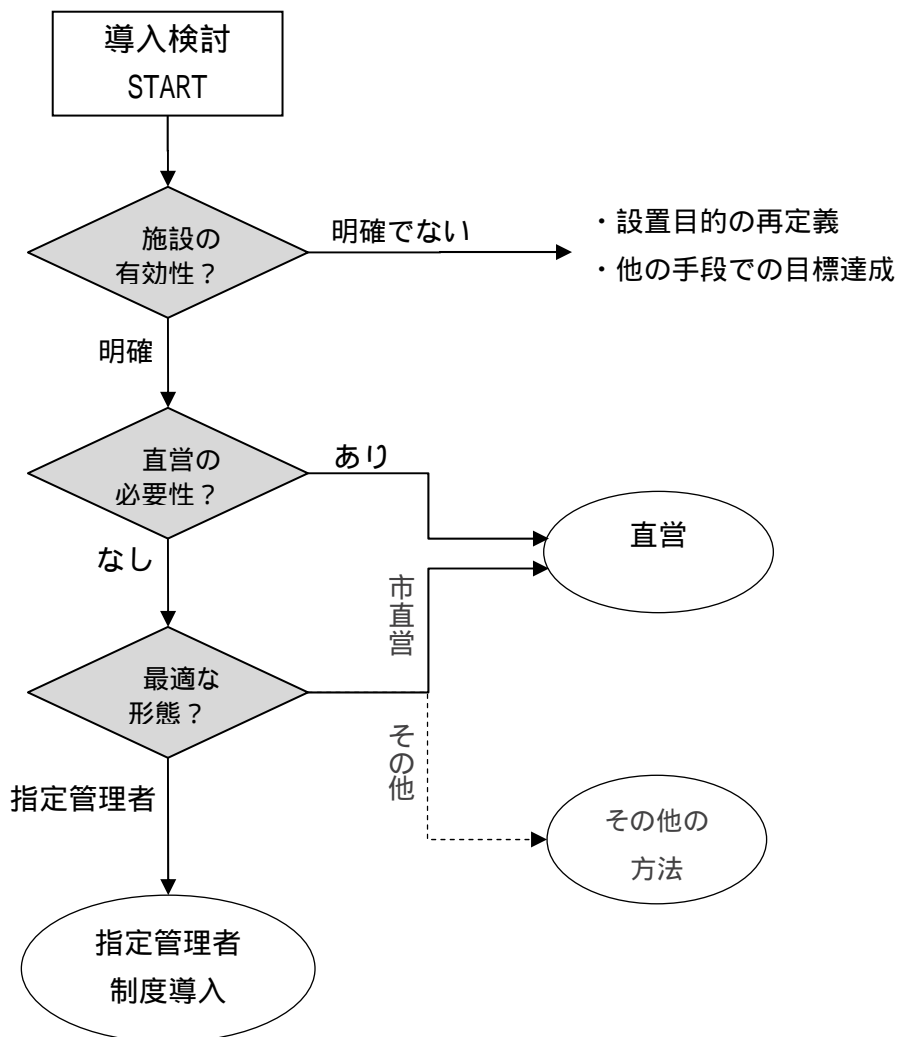 導入検討
START
施設の
有効性？
明確でない
・設置目的の再定義
・他の手段での目標達成
明確
直営の
必要性？
あり
直営
なし
市直営
最適な
形態？
その他
指定管理者
その他の
方法
指定管理者
制度導入